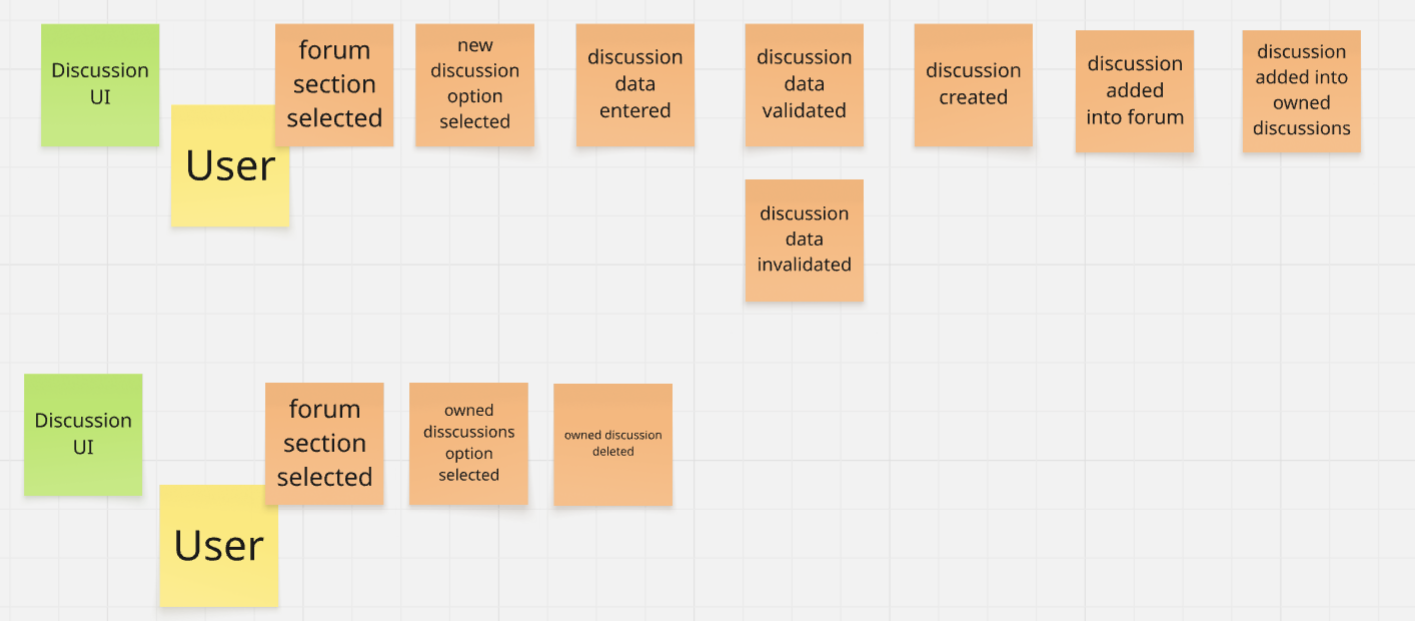 Discussion
UI
User
forum
section
selected
new
discussion
option
selected
discussion
data
entered
discussion
data
validated
discussion
created
discussion
added
into forum
discussion
added into
owned
discussions
discussion
data
invalidated
Discussion
UI
User
forum
section
selected
owned
disscussions
option
selected
owned discussion
deleted